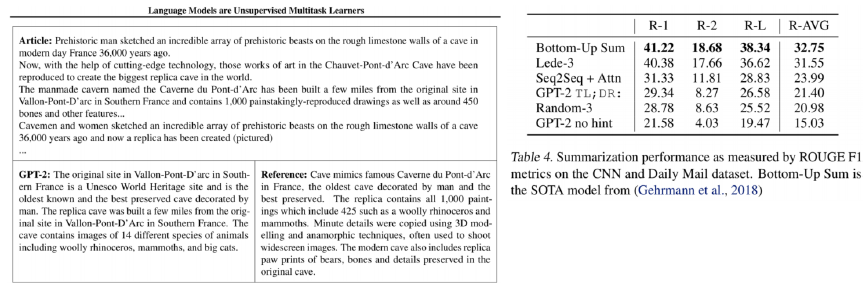 Language Models are Unsupervised Multitask Learners
Article: Prehistoric man sketched an incredible array of prehistoric beasts on the rough limestone walls of a cave in
modern day France 36,000 years ago.
Now, with the help of cutting-edge technology, those works of art in the Chauvet-Pont-d'Arc Cave have been
reproduced to create the biggest replica cave in the world.
The manmade cavern named the Caverne du Pont-d'Arc has been built a few miles from the original site in
Vallon-Pont-D'arc in Southern France and contains 1,000 painstakingly-reproduced drawings as well as around 450
bones and other features...
Cavemen and women sketched an incredible array of prehistoric beasts on the rough limestone walls of a cave
36,000 years ago and now a replica has been created (pictured)
...
GPT-2: The original site in Vallon-Pont-D'arc in South-
ern France is a Unesco World Heritage site and is the
oldest known and the best preserved cave decorated by
man. The replica cave was built a few miles from the orig-
inal site in Vallon-Pont-D'Arc in Southern France. The
cave contains images of 14 different species of animals
including woolly rhinoceros, mammoths, and big cats.
Reference: Cave mimics famous Caverne du Pont-d'Arc
in France, the oldest cave decorated by man and the
best preserved. The replica contains all 1,000 paint-
ings which include 425 such as a woolly rhinoceros and
mammoths. Minute details were copied using 3D mod-
elling and anamorphic techniques, often used to shoot
widescreen images. The modern cave also includes replica
paw prints of bears, bones and details preserved in the
original cave.
R-1 R-2 R-L R-AVG
Bottom-Up Sum 41.22 18.68 38.34 32.75
Lede-3 40.38 17.66 36.62 31.55
Seq2Seq + Attn 31.33 11.81 28.83 23.99
GPT-2 TL;DR: 29.34 8.27 26.58 21.40
Random-3 28.78 8.63 25.52 20.98
GPT-2 no hint 21.58 4.03 19.47 15.03
Table 4. Summarization performance as measured by ROUGE F1
metrics on the CNN and Daily Mail dataset. Bottom-Up Sum is
the SOTA model from (Gehrmann et al., 2018)